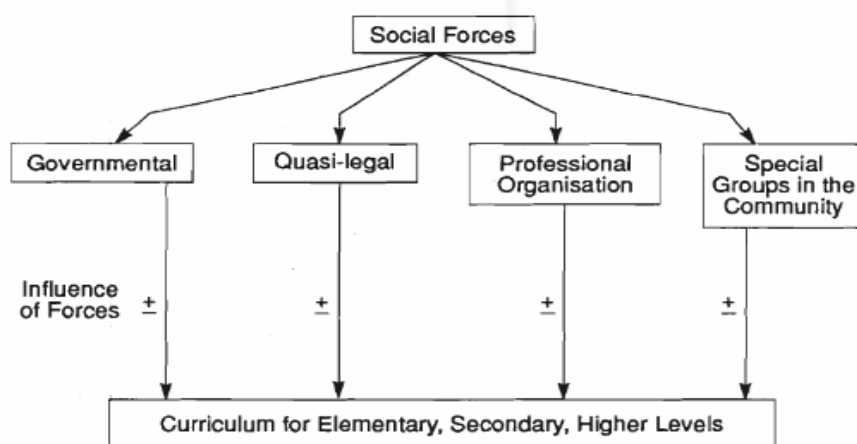 Social Forces
Governmental
Quasi-legal
Professional
Organisation
Special
Groups in the
Community
Influence
of Forces
±
±
±
±
Curriculum for Elementary, Secondary, Higher Levels